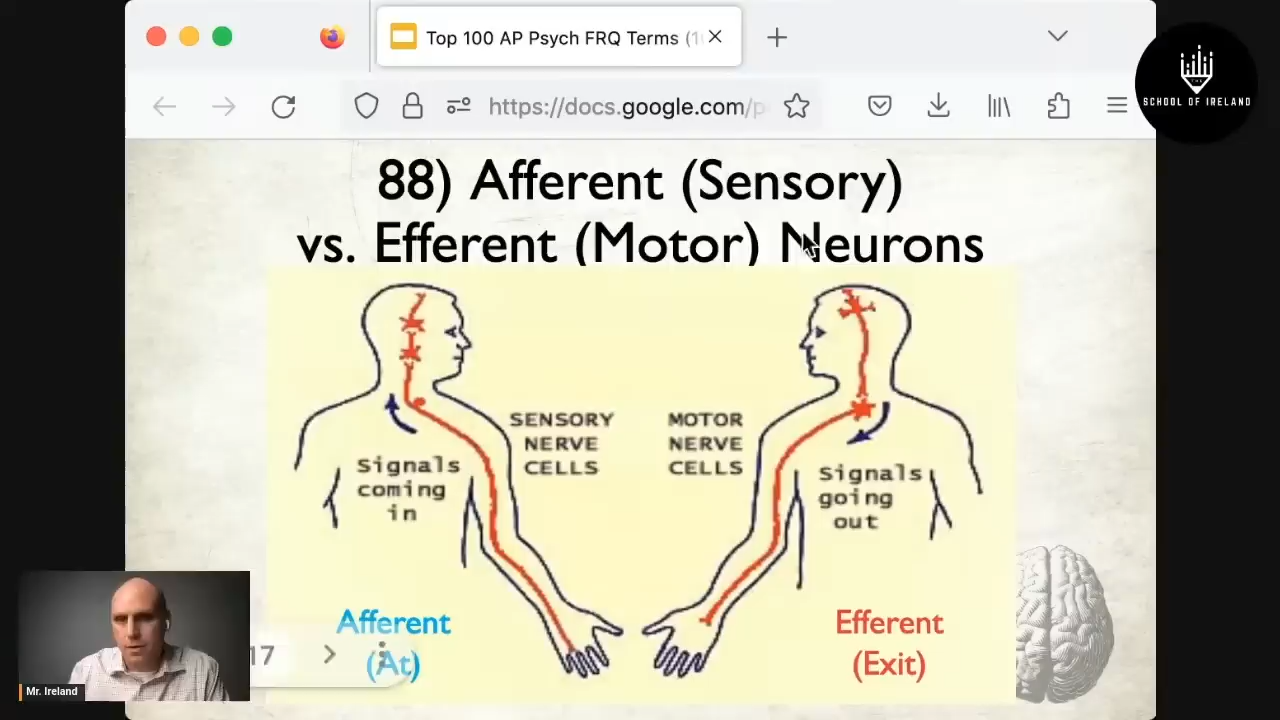 Top 100 AP Psych FRQ Terms (1
https://docs.google.com/p
THE
SCHOOL OF IRELAND
88) Afferent (Sensory)
vs. Efferent (Motor) Neurons
SENSORY
NERVE
CELLS
MOTOR
NERVE
CELLS
Signals
coming
in
Signals
going
out
Afferent
(At)
Efferent
(Exit)
17
Mr. Ireland